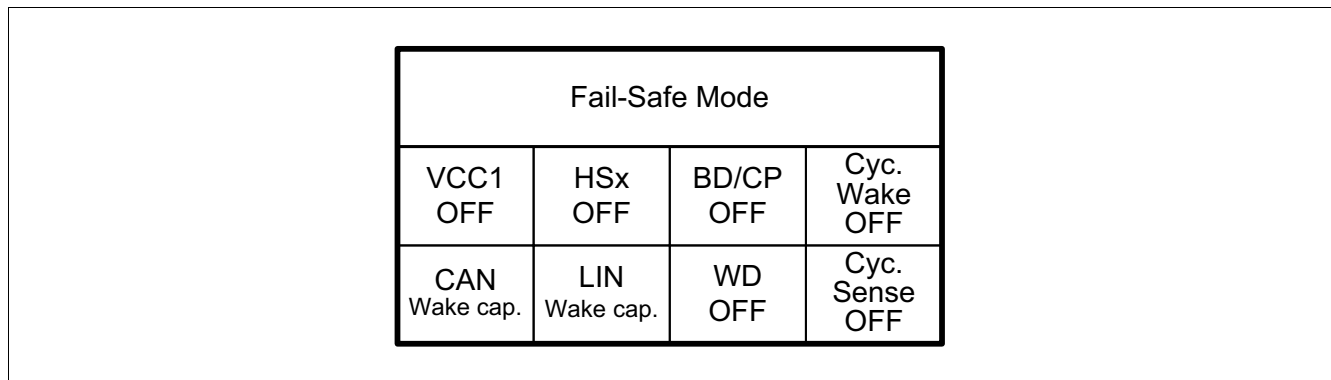 Fail-Safe Mode
VCC1
OFF
HSx
OFF
BD/CP
OFF
Cyc.
Wake
OFF
CAN
Wake cap.
LIN
Wake cap.
WD
OFF
Cyc.
Sense
OFF